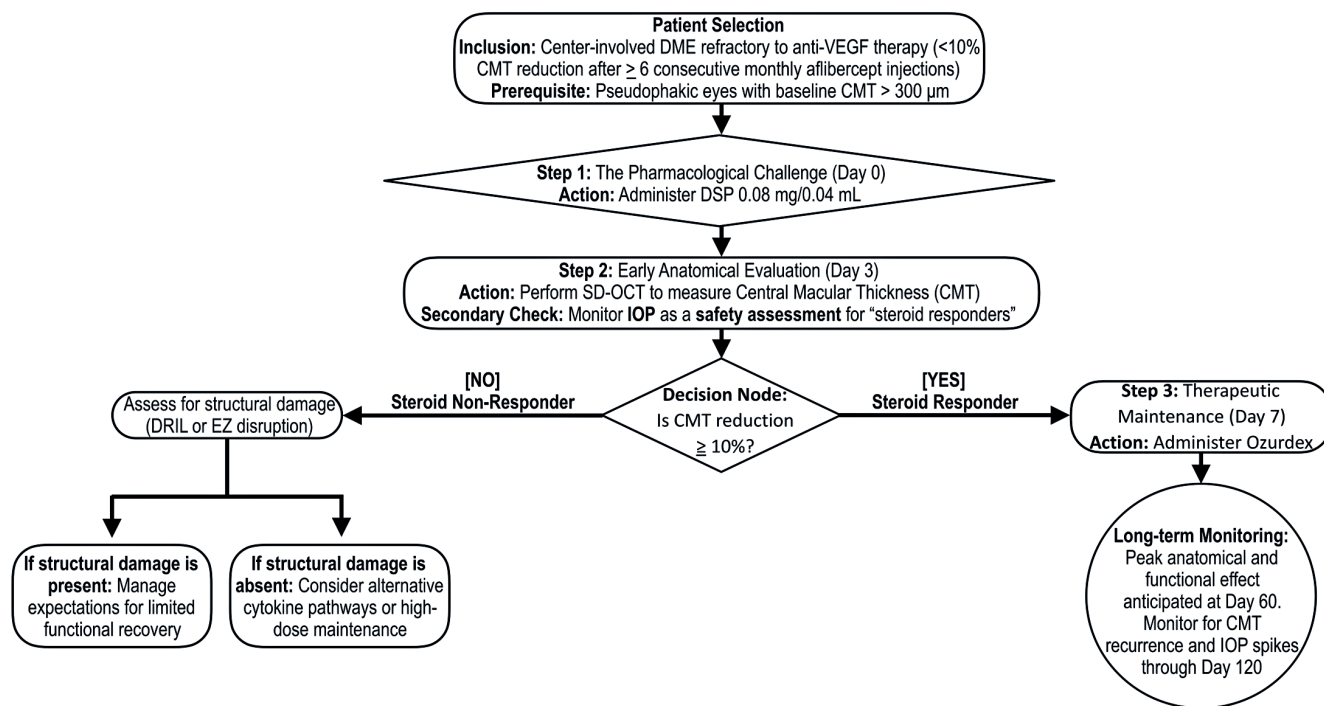 Patient Selection
Inclusion: Center-involved DME refractory to anti-VEGF therapy (<10%
CMT reduction after ≥ 6 consecutive monthly aflibercept injections)
Prerequisite: Pseudophakic eyes with baseline CMT > 300 µm
Step 1: The Pharmacological Challenge (Day 0)
Action: Administer DSP 0.08 mg/0.04 mL
Step 2: Early Anatomical Evaluation (Day 3)
Action: Perform SD-OCT to measure Central Macular Thickness (CMT)
Secondary Check: Monitor IOP as a safety assessment for “steroid responders”
Decision Node:
Is CMT reduction
≥ 10%?
[NO]
Steroid Non-Responder
Assess for structural damage
(DRIL or EZ disruption)
If structural damage is
present: Manage
expectations for limited
functional recovery
If structural damage is
absent: Consider alternative
cytokine pathways or high-
dose maintenance
[YES]
Steroid Responder
Step 3: Therapeutic
Maintenance (Day 7)
Action: Administer Ozurdex
Long-term Monitoring:
Peak anatomical and
functional effect
anticipated at Day 60.
Monitor for CMT
recurrence and IOP spikes
through Day 120